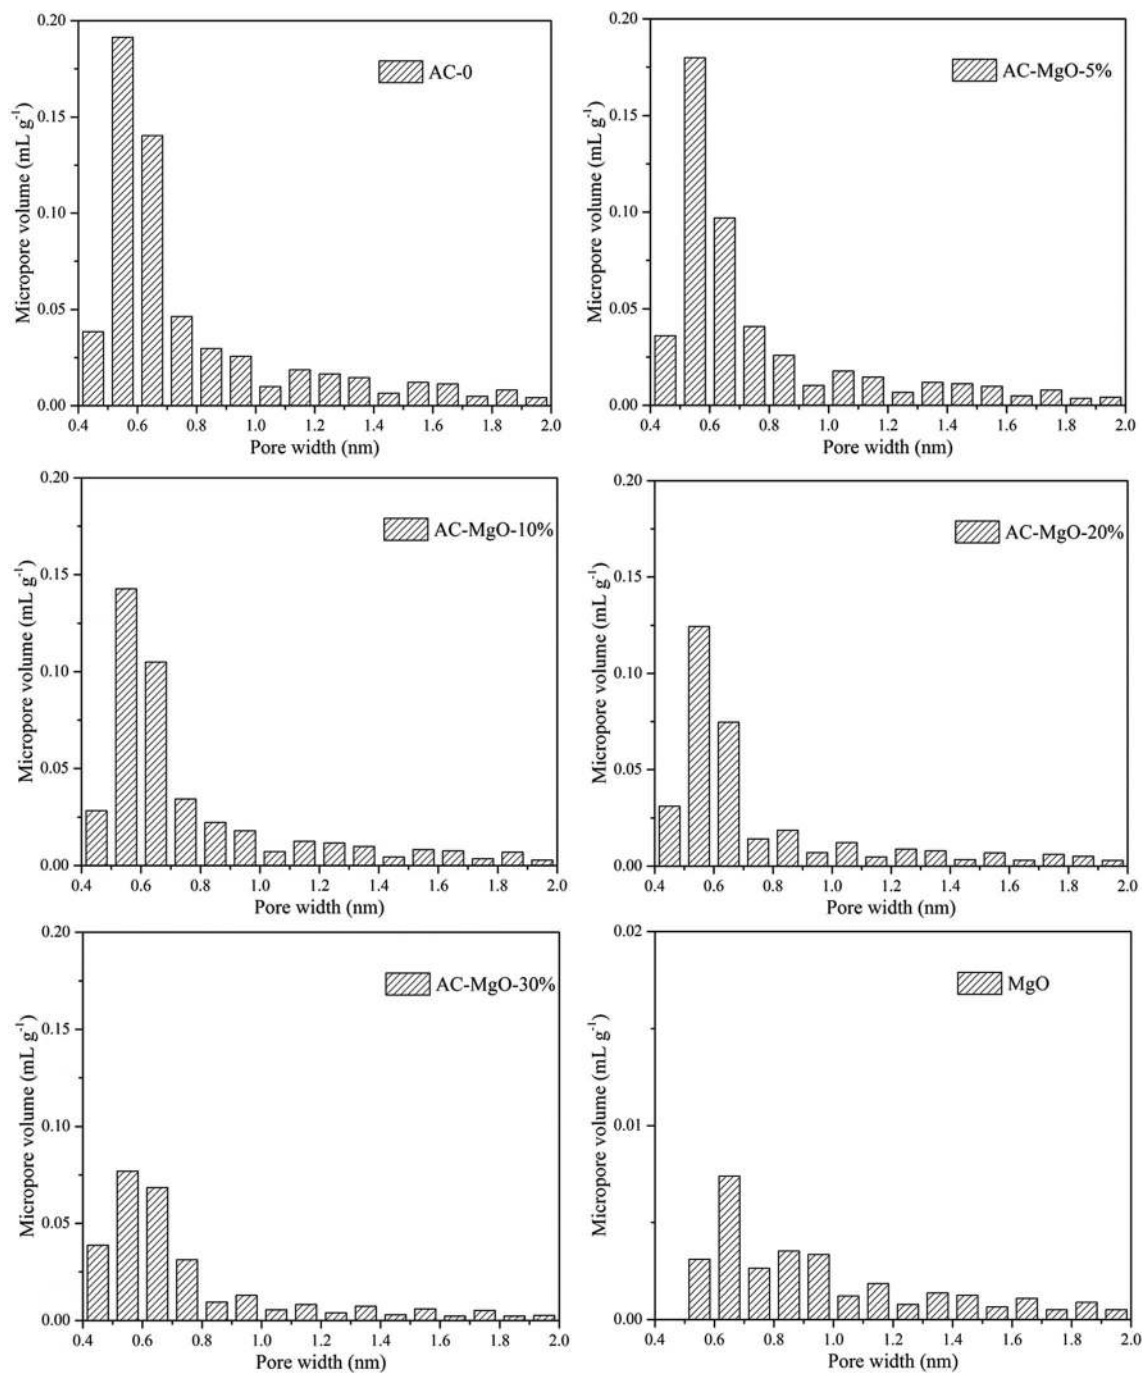 0.20
0.15
0.10
0.05
0.00
Micropore volume (mL g⁻¹)
AC-0
0.4 0.6 0.8 1.0 1.2 1.4 1.6 1.8 2.0
Pore width (nm)
0.20
0.15
0.10
0.05
0.00
Micropore volume (mL g⁻¹)
AC-MgO-5%
0.4 0.6 0.8 1.0 1.2 1.4 1.6 1.8 2.0
Pore width (nm)
0.20
0.15
0.10
0.05
0.00
Micropore volume (mL g⁻¹)
AC-MgO-10%
0.4 0.6 0.8 1.0 1.2 1.4 1.6 1.8 2.0
Pore width (nm)
0.20
0.15
0.10
0.05
0.00
Micropore volume (mL g⁻¹)
AC-MgO-20%
0.4 0.6 0.8 1.0 1.2 1.4 1.6 1.8 2.0
Pore width (nm)
0.20
0.15
0.10
0.05
0.00
Micropore volume (mL g⁻¹)
AC-MgO-30%
0.4 0.6 0.8 1.0 1.2 1.4 1.6 1.8 2.0
Pore width (nm)
0.02
0.01
0.00
Micropore volume (mL g⁻¹)
MgO
0.4 0.6 0.8 1.0 1.2 1.4 1.6 1.8 2.0
Pore width (nm)